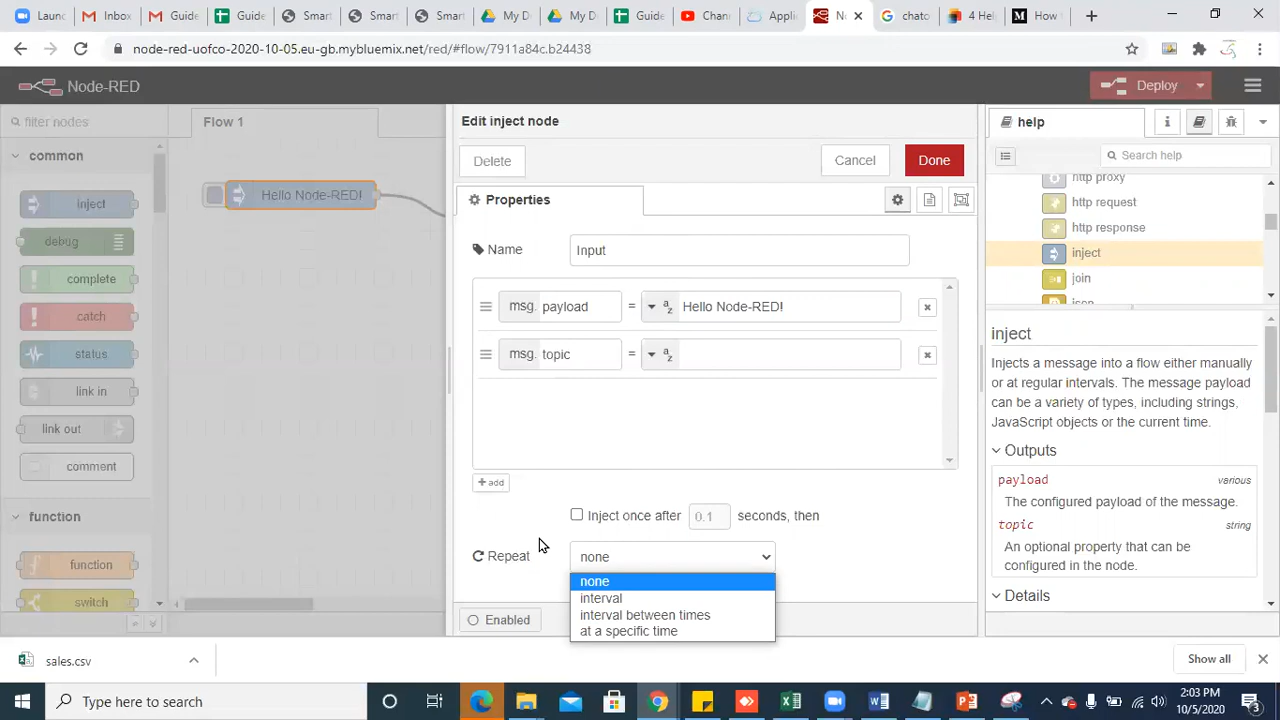 Launc
Inbox
Guide
Guide
Smart
Smart
Smart
My D
My D
Guide
Cho
Appli
No
chato
4 Help
How
node-red-uofco-2020-10-05.eu-gb.mybluemix.net/red/#flow/7911a84c.b24438
Node-RED
Deploy
filter nodes
Flow 1
Edit inject node
help
Search help
common
Delete
Cancel
Done
http proxy
http request
http response
inject
join
json
Hello Node-RED!
Properties
inject
debug
complete
catch
status
link in
link out
comment
function
function
switch
Name
Input
msg. payload = Hello Node-RED!
msg. topic =
add
Inject once after 0.1 seconds, then
Repeat
none
none
interval
interval between times
at a specific time
Enabled
inject
Injects a message into a flow either manually
or at regular intervals. The message payload
can be a variety of types, including strings,
JavaScript objects or the current time.
Outputs
payload various
The configured payload of the message.
topic string
An optional property that can be
configured in the node.
Details
sales.csv
Show all
Type here to search
2:03 PM
10/5/2020